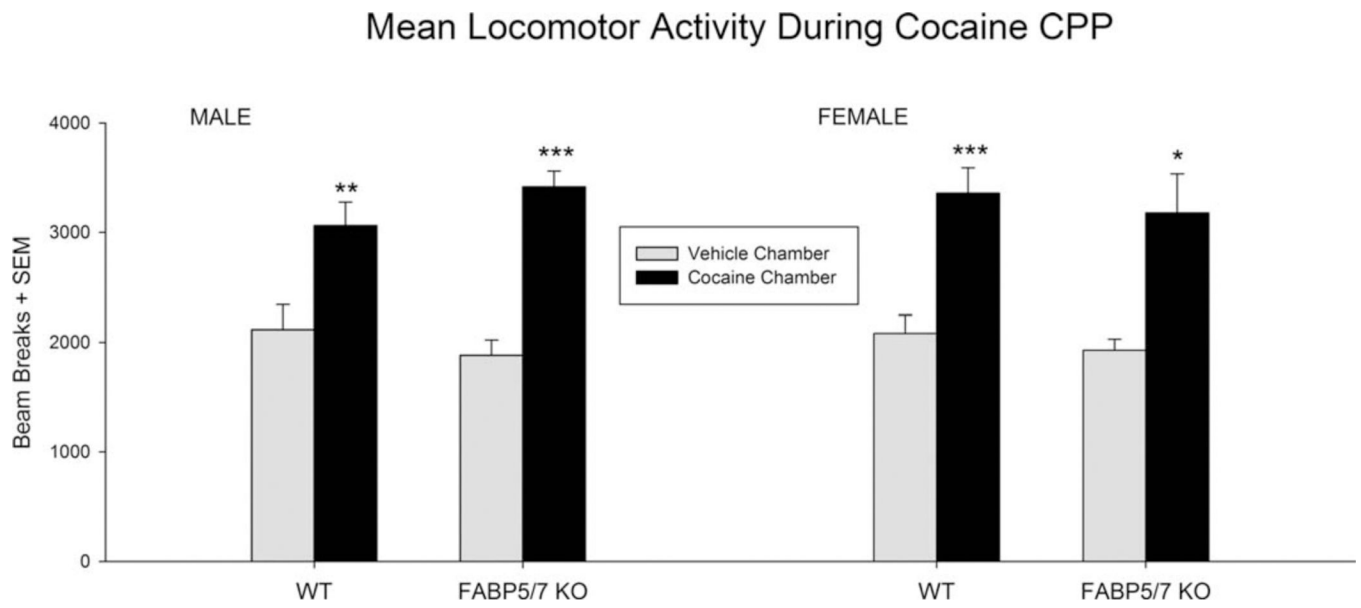 Mean Locomotor Activity During Cocaine CPP
MALE
FEMALE
4000
3000
2000
1000
0
Beam Breaks + SEM
**
***
***
*
Vehicle Chamber
Cocaine Chamber
WT
FABP5/7 KO
WT
FABP5/7 KO